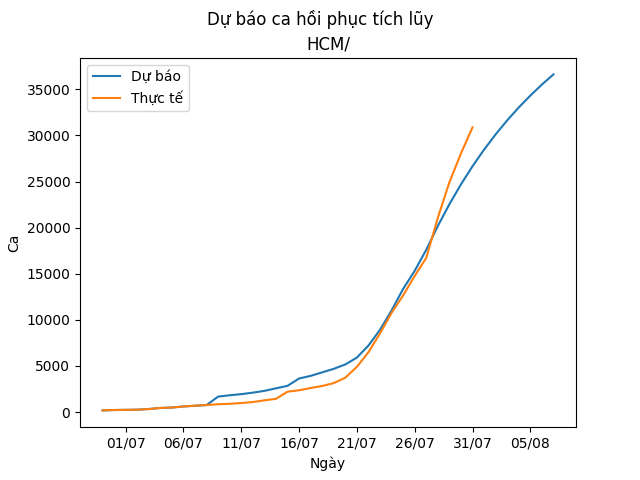 Dự báo ca hồi phục tích lũy
HCM/
Dự báo
Thực tế
35000
30000
25000
20000
15000
10000
5000
0
Ca
01/07 06/07 11/07 16/07 21/07 26/07 31/07 05/08
Ngày